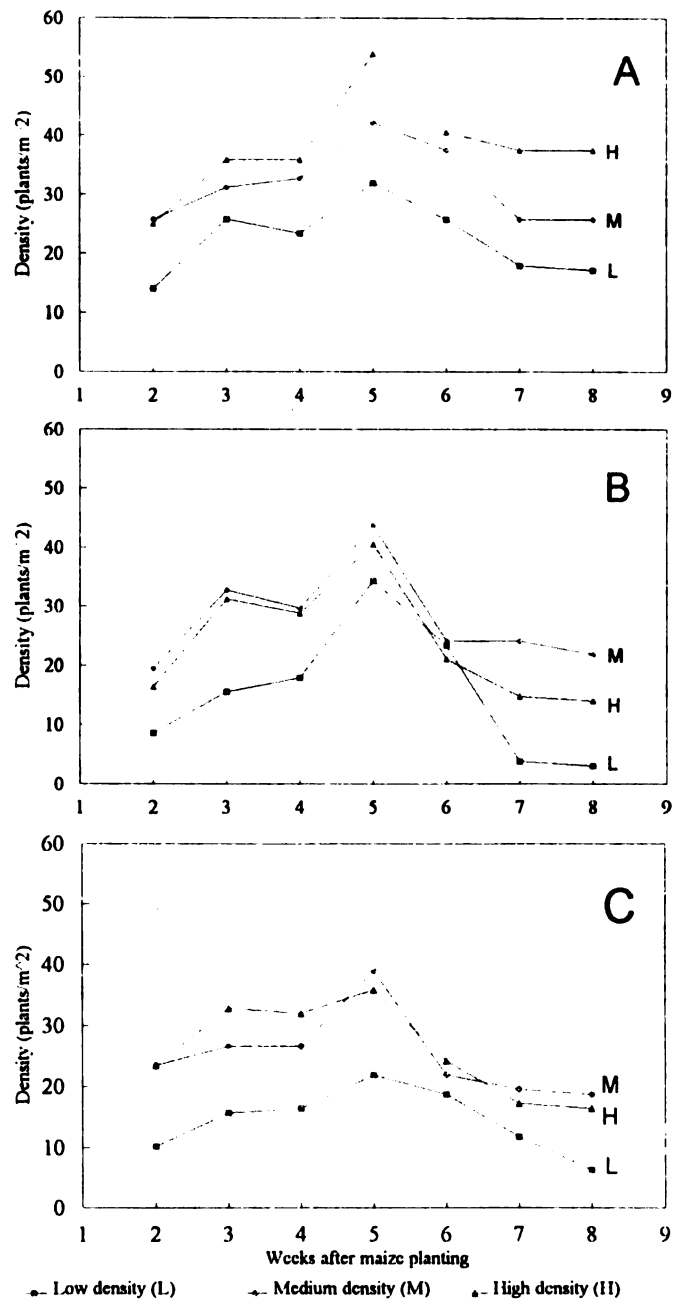 60
A
50
Density (plants/m^2)
40
H
30
M
20
L
10
0
1 2 3 4 5 6 7 8 9
60
B
50
Density (plants/m^2)
40
30
M
20
H
10
L
0
1 2 3 4 5 6 7 8 9
60
C
50
Density (plants/m^2)
40
30
M
20
H
10
L
0
1 2 3 4 5 6 7 8 9
Weeks after maize planting
Low density (L) Medium density (M) High density (H)